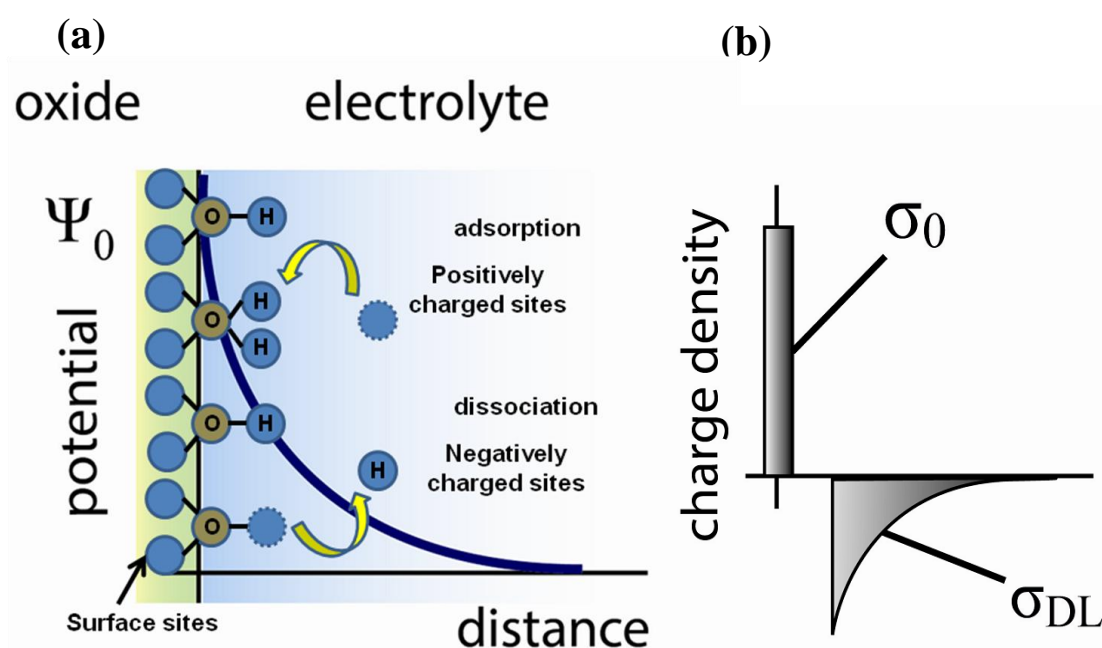 (a)
oxide
electrolyte
Ψ0
potential
O
H
O
H
H
O
H
O
H
adsorption
Positively
charged sites
dissociation
Negatively
charged sites
Surface sites
distance
(b)
charge density
σ0
σDL